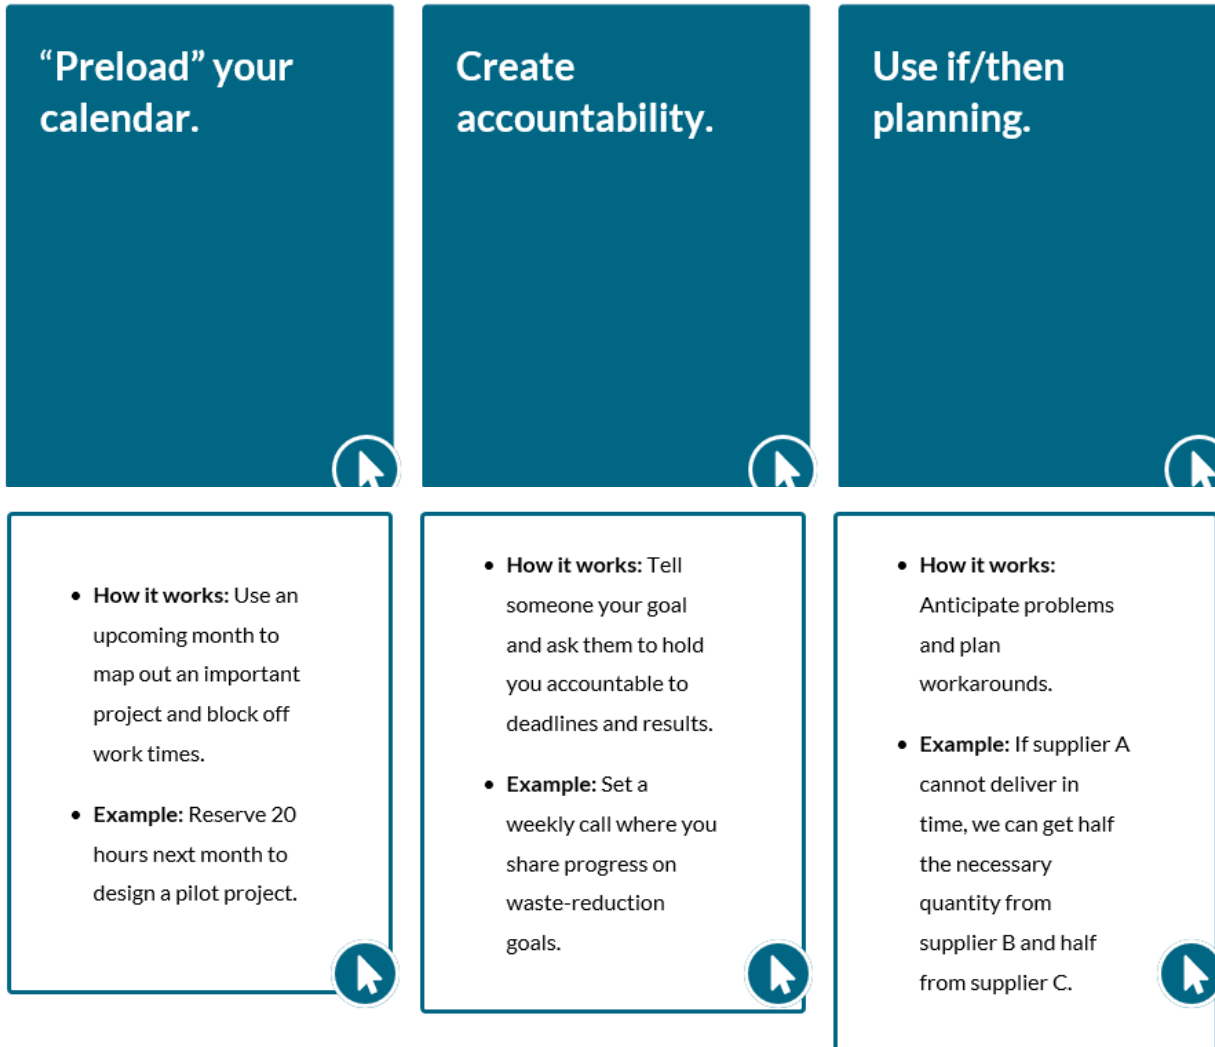 “Preload” your
calendar.
Create
accountability.
Use if/then
planning.
• How it works: Use an
upcoming month to
map out an important
project and block off
work times.
• Example: Reserve 20
hours next month to
design a pilot project.
• How it works: Tell
someone your goal
and ask them to hold
you accountable to
deadlines and results.
• Example: Set a
weekly call where you
share progress on
waste-reduction
goals.
• How it works:
Anticipate problems
and plan
workarounds.
• Example: If supplier A
cannot deliver in
time, we can get half
the necessary
quantity from
supplier B and half
from supplier C.